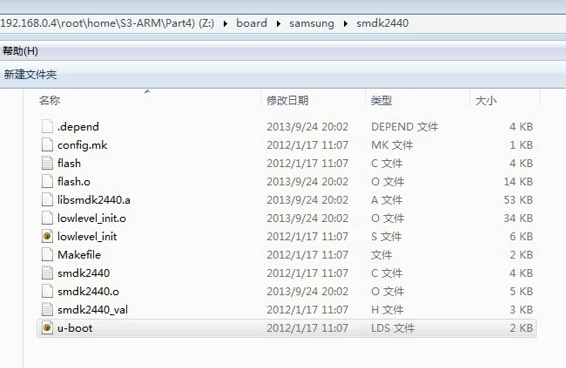 192.168.0.4\root\home\S3-ARM\Part4) (Z:) ▸ board ▸ samsung ▸ smdk2440
帮助(H)
新建文件夹
名称 修改日期 类型 大小
.depend 2013/9/24 20:02 DEPEND 文件 4 KB
config.mk 2012/1/17 11:07 MK 文件 1 KB
flash 2012/1/17 11:07 C 文件 4 KB
flash.o 2013/9/24 20:02 O 文件 14 KB
libsmdk2440.a 2013/9/24 20:02 A 文件 53 KB
lowlevel_init.o 2013/9/24 20:02 O 文件 34 KB
lowlevel_init 2012/1/17 11:07 S 文件 6 KB
Makefile 2012/1/17 11:07 文件 2 KB
smdk2440 2012/1/17 11:07 C 文件 4 KB
smdk2440.o 2013/9/24 20:02 O 文件 5 KB
smdk2440_val 2012/1/17 11:07 H 文件 3 KB
u-boot 2012/1/17 11:07 LDS 文件 2 KB